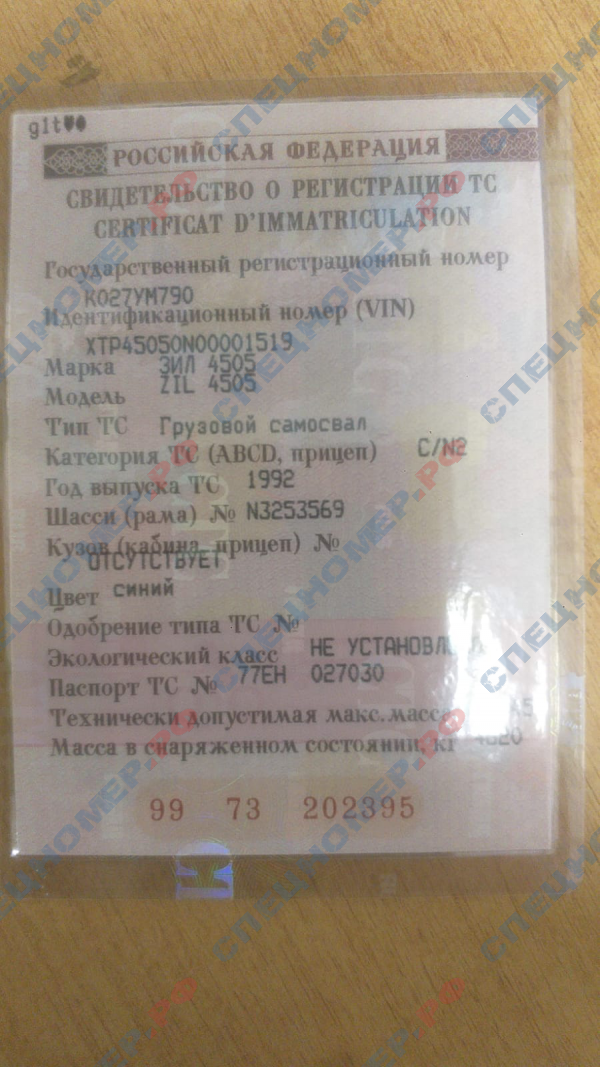 glt♥♦
РОССИЙСКАЯ ФЕДЕРАЦИЯ
СВИДЕТЕЛЬСТВО О РЕГИСТРАЦИИ ТС
CERTIFICAT D'IMMATRICULATION
Государственный регистрационный номер
К027УМ790
Идентификационный номер (VIN)
XTP45050N00001519
Марка ЗИЛ 4505
Модель ZIL 4505
Тип ТС Грузовой самосвал
Категория ТС (ABCD, прицеп) C/N2
Год выпуска ТС 1992
Шасси (рама) № N3253569
Кузов (кабина, прицеп) №
ОТСУТСТВУЕТ
Цвет СИНИЙ
Одобрение типа ТС №
Экологический класс НЕ
Паспорт ТС № 77ЕН 027030
Технически допустимая макс. масса
Масса в снаряженном состоянии, кг
99 73 202395
СПЕЦНОМЕР.РФ